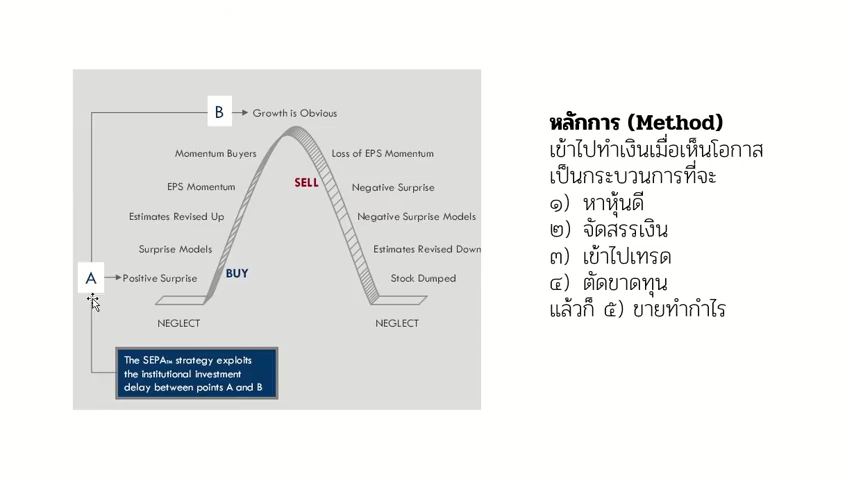 B
Growth is Obvious
Momentum Buyers
Loss of EPS Momentum
SELL
EPS Momentum
Negative Surprise
Estimates Revised Up
Negative Surprise Models
Surprise Models
Estimates Revised Down
A
Positive Surprise
BUY
Stock Dumped
NEGLECT
NEGLECT
The SEPA™ strategy exploits
the institutional investment
delay between points A and B
หลักการ (Method)
เข้าไปทำเงินเมื่อเห็นโอกาส
เป็นกระบวนการที่จะ
๑) หาหุ้นดี
๒) จัดสรรเงิน
๓) เข้าไปเทรด
๔) ตัดขาดทุน
แล้วก็ ๕) ขายทำกำไร